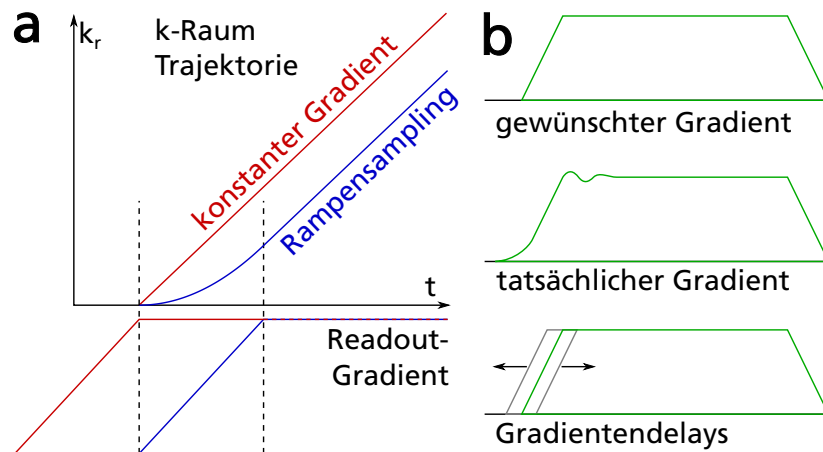 a
k_r
k-Raum
Trajektorie
konstanter Gradient
Rampensampling
t
Readout-
Gradient
b
gewünschter Gradient
tatsächlicher Gradient
Gradientendelays